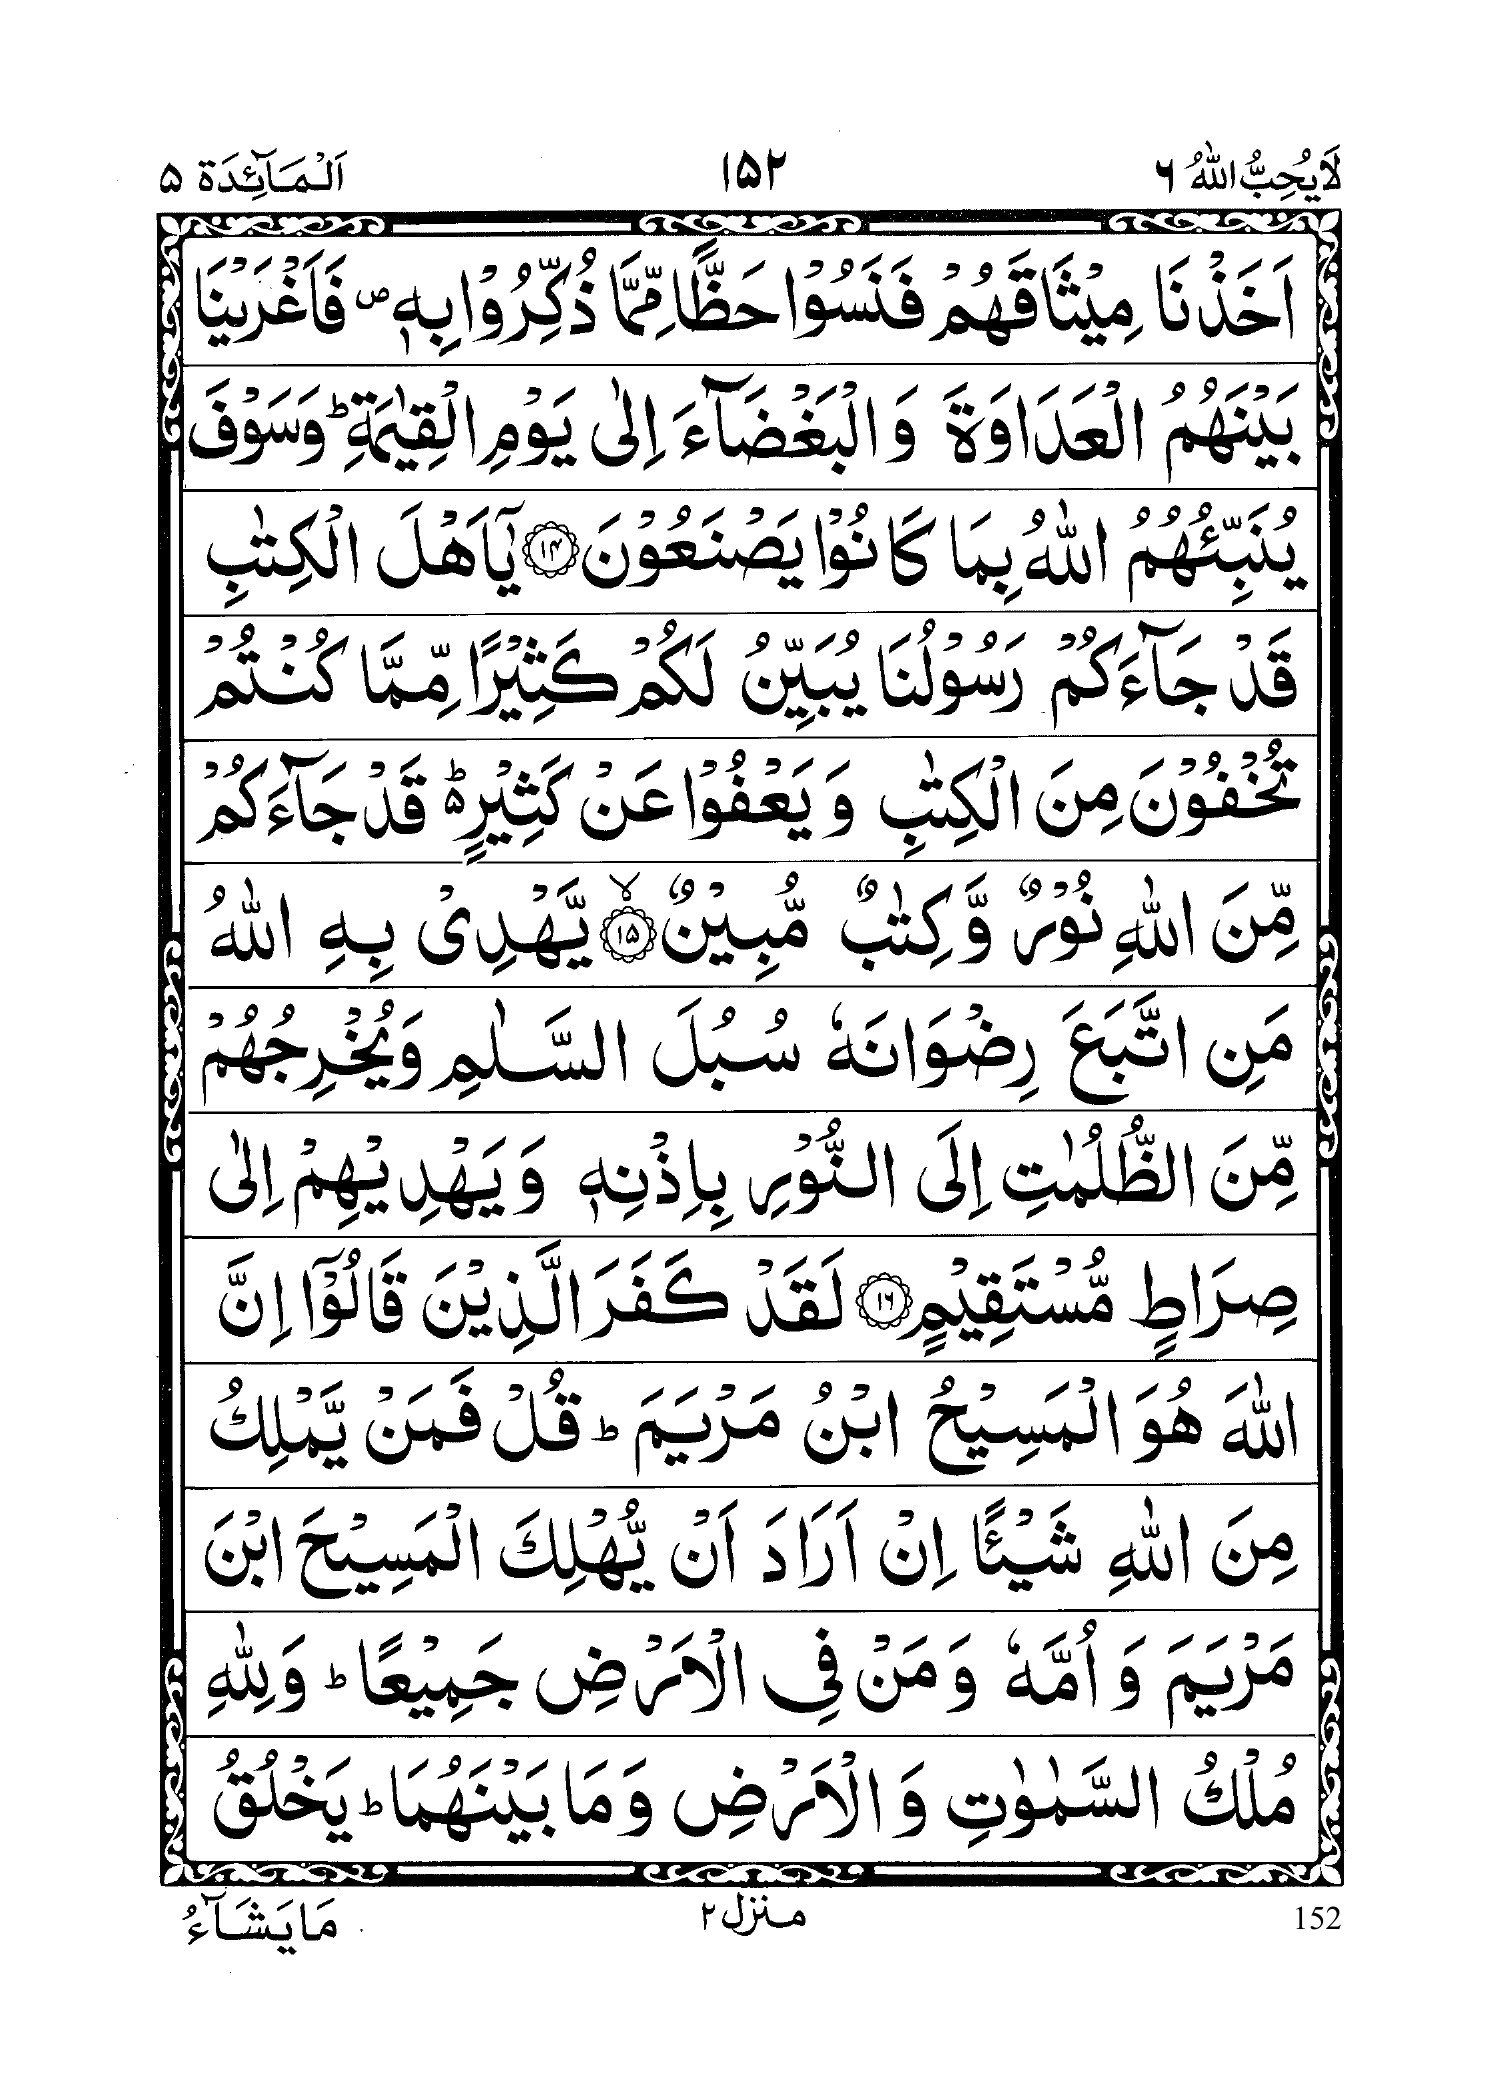 لَا يُحِبُّ اللّٰهُ ٦ ١٥٢ اَلْمَآئِدَة ٥
اَخَذْنَا مِيْثَاقَهُمْ فَنَسُوْا حَظًّا مِّمَّا ذُكِّرُوْا بِهٖ ۪ فَاَغْرَيْنَا
بَيْنَهُمُ الْعَدَاوَةَ وَ الْبَغْضَآءَ اِلٰى يَوْمِ الْقِيٰمَةِ ؕ وَ سَوْفَ
يُنَبِّئُهُمُ اللّٰهُ بِمَا كَانُوْا يَصْنَعُوْنَ ﴿١٤﴾ يٰۤاَهْلَ الْكِتٰبِ
قَدْ جَآءَكُمْ رَسُوْلُنَا يُبَيِّنُ لَكُمْ كَثِيْرًا مِّمَّا كُنْتُمْ
تُخْفُوْنَ مِنَ الْكِتٰبِ وَ يَعْفُوْا عَنْ كَثِيْرٍ ۬ؕ قَدْ جَآءَكُمْ
مِّنَ اللّٰهِ نُوْرٌ وَّ كِتٰبٌ مُّبِيْنٌ ﴿١٥﴾ۙ يَّهْدِيْ بِهِ اللّٰهُ
مَنِ اتَّبَعَ رِضْوَانَهٗ سُبُلَ السَّلٰمِ وَ يُخْرِجُهُمْ
مِّنَ الظُّلُمٰتِ اِلَى النُّوْرِ بِاِذْنِهٖ وَ يَهْدِيْهِمْ اِلٰى
صِرَاطٍ مُّسْتَقِيْمٍ ﴿١٦﴾ لَقَدْ كَفَرَ الَّذِيْنَ قَالُوْۤا اِنَّ
اللّٰهَ هُوَ الْمَسِيْحُ ابْنُ مَرْيَمَ ؕ قُلْ فَمَنْ يَّمْلِكُ
مِنَ اللّٰهِ شَيْـًٔا اِنْ اَرَادَ اَنْ يُّهْلِكَ الْمَسِيْحَ ابْنَ
مَرْيَمَ وَ اُمَّهٗ وَ مَنْ فِي الْاَرْضِ جَمِيْعًا ؕ وَ لِلّٰهِ
مُلْكُ السَّمٰوٰتِ وَ الْاَرْضِ وَ مَا بَيْنَهُمَا ؕ يَخْلُقُ
152 منزل ٢ مَا يَشَآءُ